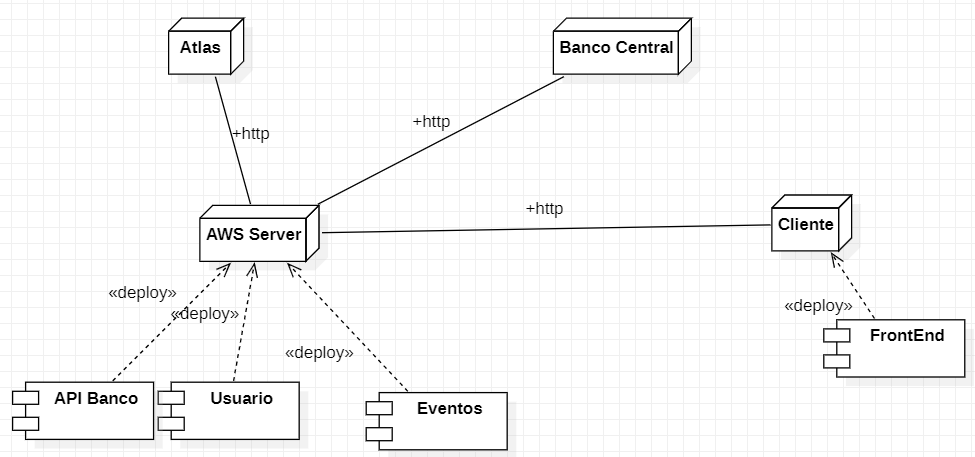 Atlas
Banco Central
+http
+http
AWS Server
+http
Cliente
«deploy»
«deploy»
«deploy»
«deploy»
FrontEnd
API Banco
Usuario
Eventos